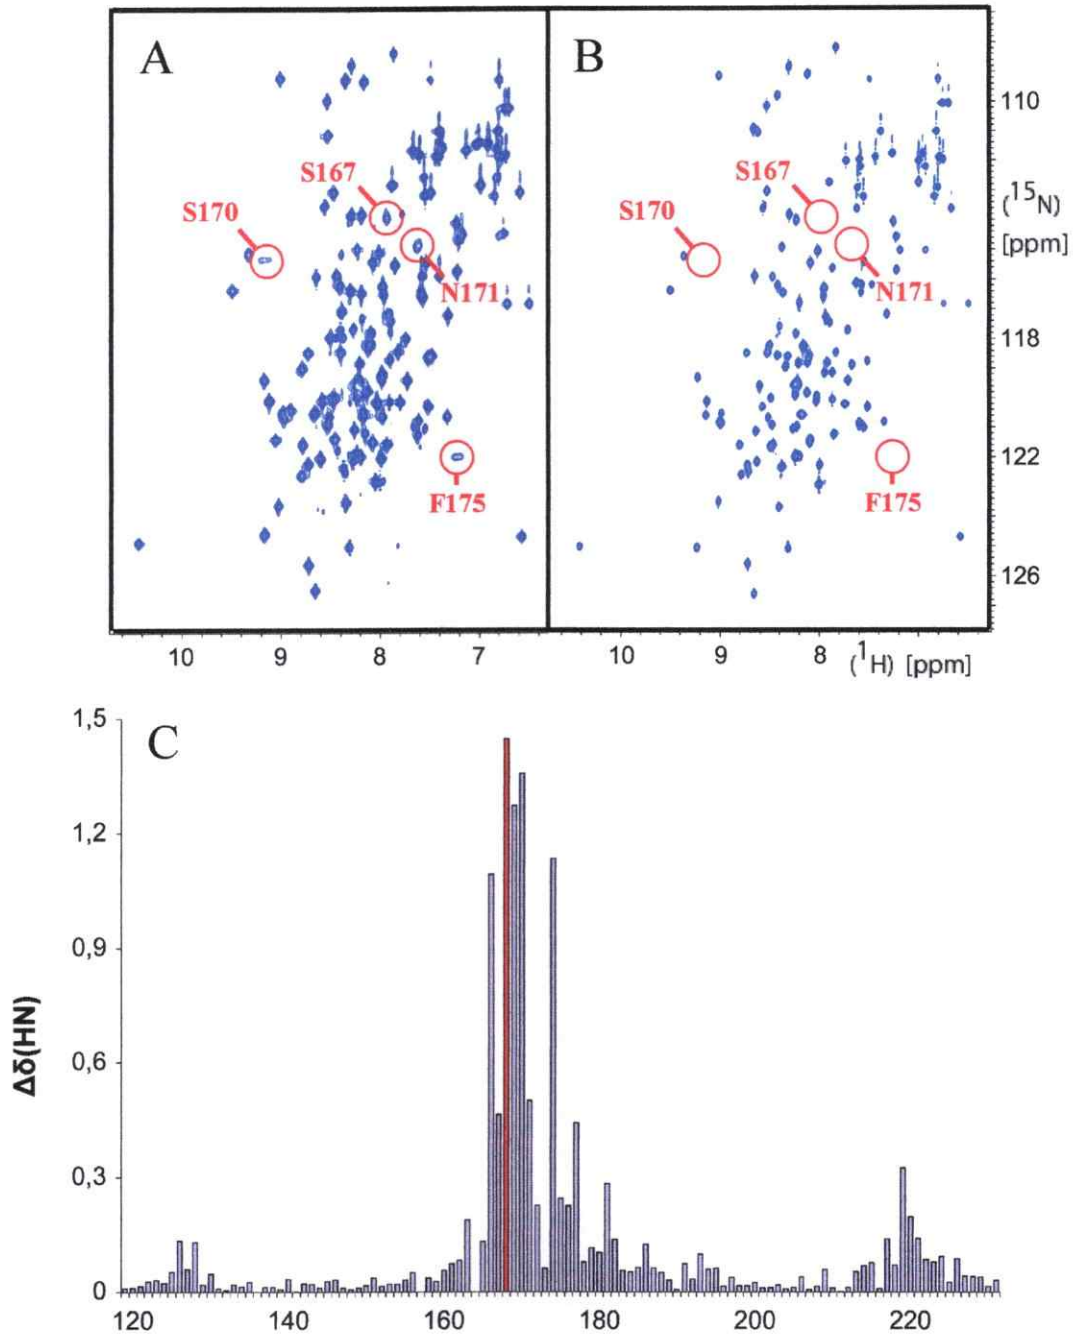 A
B
110
S167
S167
(15N)
S170
S170
[ppm]
N171
N171
118
122
F175
F175
126
10 9 8 7
10 9 8 (1H) [ppm]
1,5
C
1,2
0,9
Δδ(HN)
0,6
0,3
0
120 140 160 180 200 220